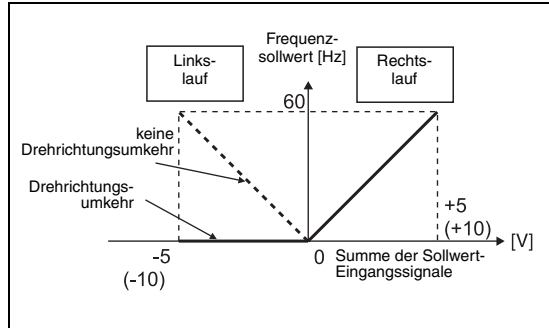 Frequenz-
sollwert [Hz]
Links-
lauf
Rechts-
lauf
60
keine
Drehrichtungsumkehr
Drehrichtungs-
umkehr
+5
(+10)
[V]
-5
(-10)
0
Summe der Sollwert-
Eingangssignale